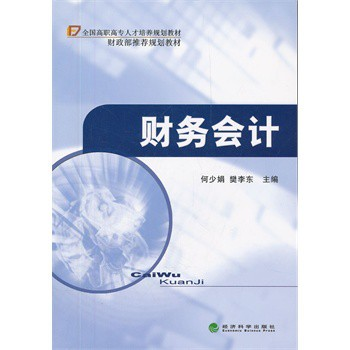 全国高职高专人才培养规划教材
财政部推荐规划教材
财务会计
何少娟 樊李东 主编
CaiWu
KuanJi
经济科学出版社
Economic Science Press